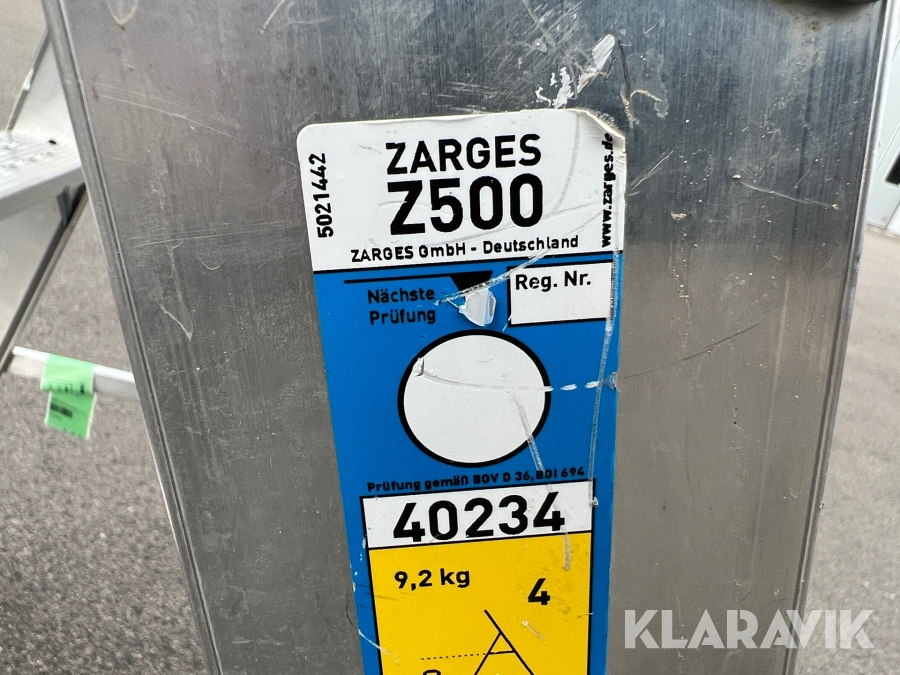 5021442
ZARGES
Z500
www.zarges.de
ZARGES GmbH - Deutschland
Nächste
Prüfung
Reg. Nr.
Prüfung gemäß BGV D 36, BGI 694
40234
9,2 kg
4
KLARAVIK